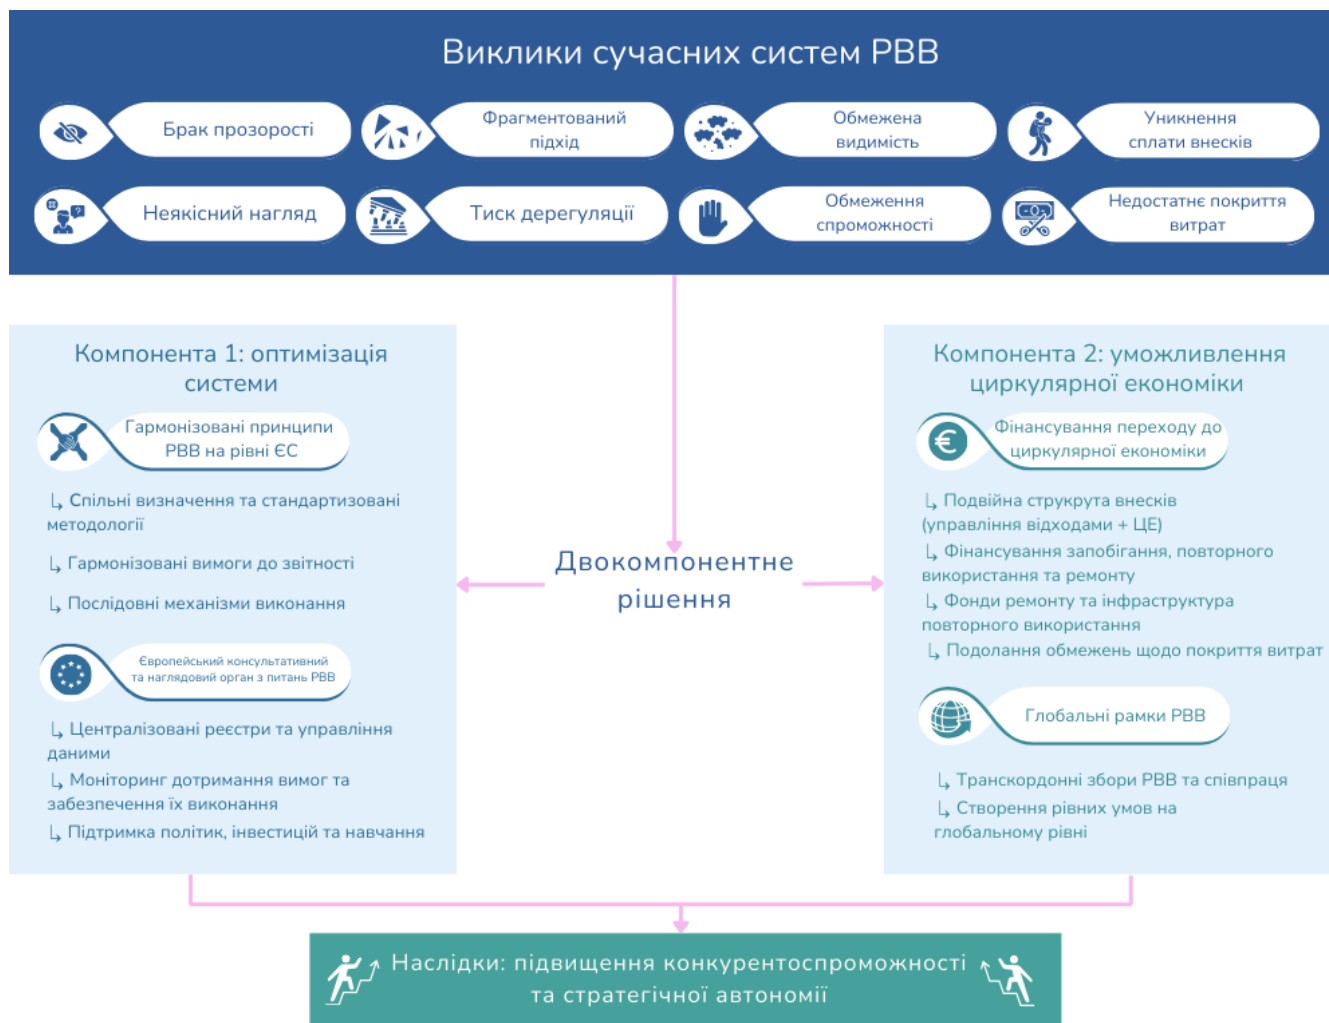 Виклики сучасних систем РВВ
Брак прозорості
Фрагментований
підхід
Обмежена
видимість
Уникнення
сплати внесків
Неякісний нагляд
Тиск дерегуляції
Обмеження
спроможності
Недостатнє покриття
витрат
Компонента 1: оптимізація
системи
Гармонізовані принципи
РВВ на рівні ЄС
↳ Спільні визначення та стандартизовані
методології
↳ Гармонізовані вимоги до звітності
↳ Послідовні механізми виконання
Європейський консультативний
та наглядовий орган з питань РВВ
↳ Централізовані реєстри та управління
даними
↳ Моніторинг дотримання вимог та
забезпечення їх виконання
↳ Підтримка політик, інвестицій та навчання
Двокомпонентне
рішення
Компонента 2: уможливлення
циркулярної економіки
Фінансування переходу до
циркулярної економіки
↳ Подвійна струкрута внесків
(управління відходами + ЦЕ)
↳ Фінансування запобігання, повторного
використання та ремонту
↳ Фонди ремонту та інфраструктура
повторного використання
↳ Подолання обмежень щодо покриття витрат
Глобальні рамки РВВ
↳ Транскордонні збори РВВ та співпраця
↳ Створення рівних умов на
глобальному рівні
Наслідки: підвищення конкурентоспроможності
та стратегічної автономії